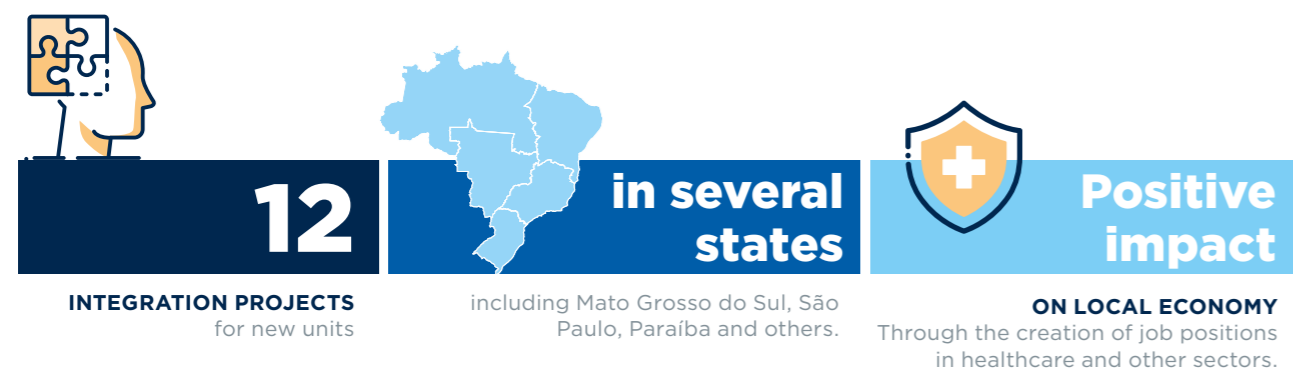 12
INTEGRATION PROJECTS
for new units
in several
states
including Mato Grosso do Sul, São
Paulo, Paraíba and others.
Positive
impact
ON LOCAL ECONOMY
Through the creation of job positions
in healthcare and other sectors.